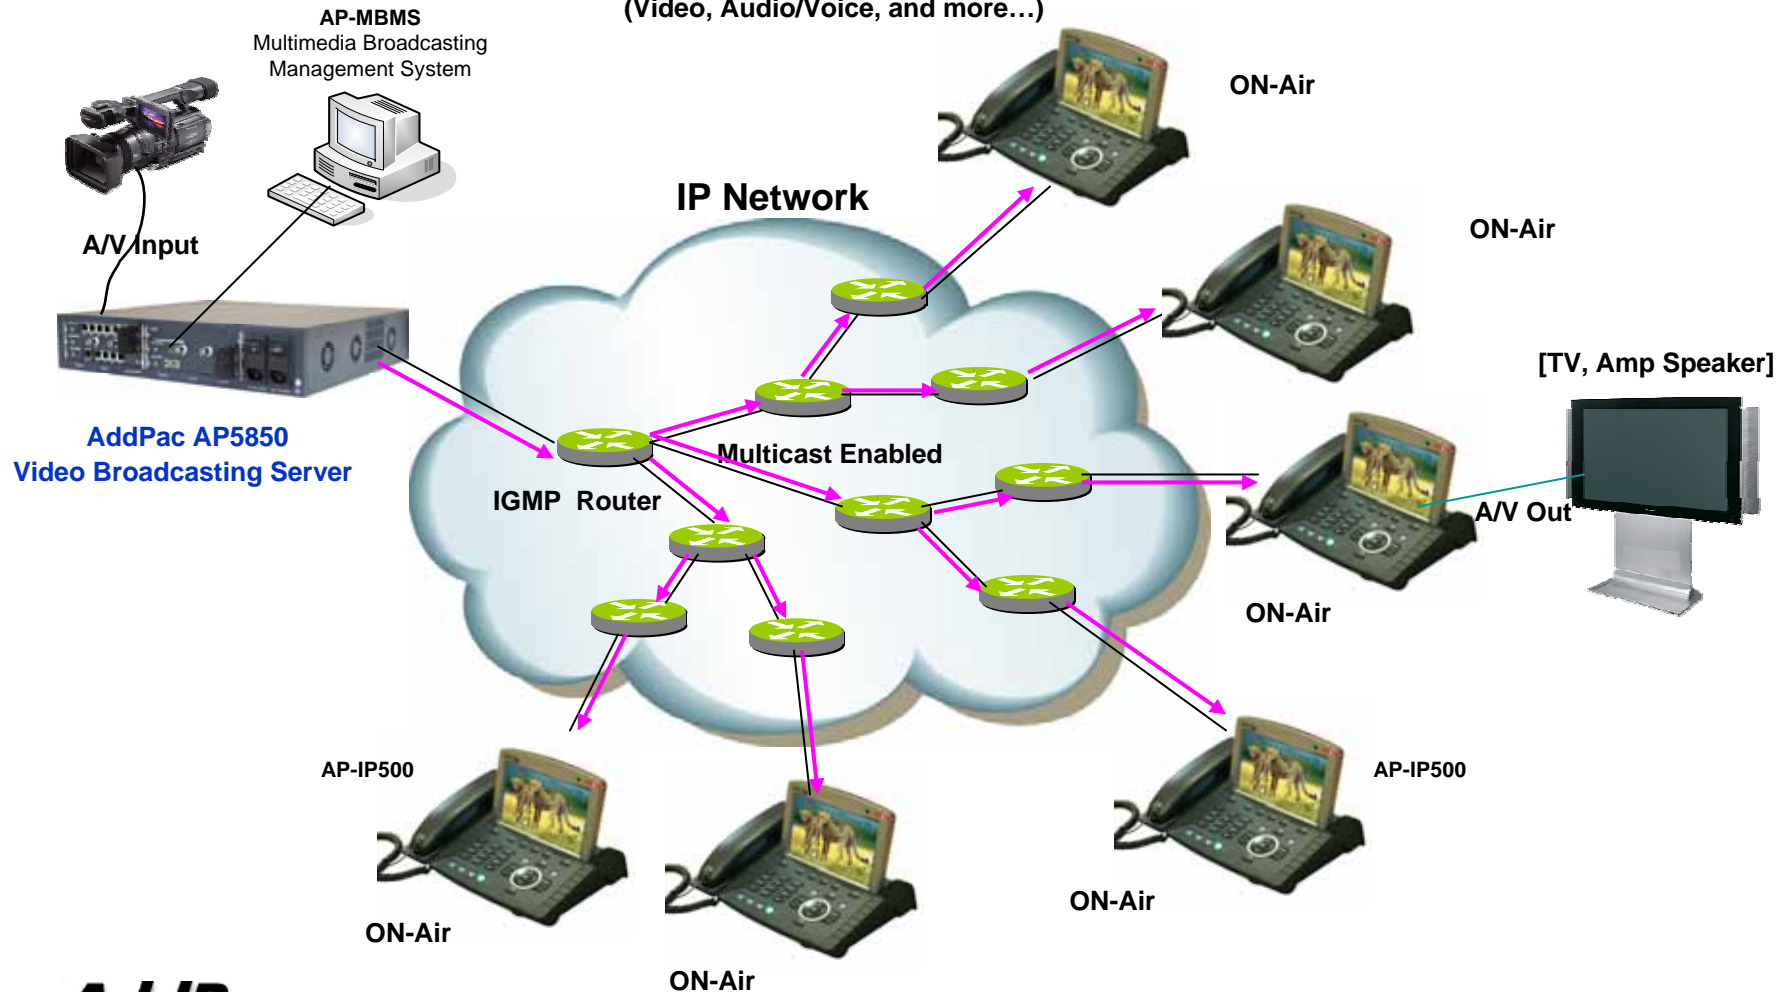 (Video, Audio/Voice, and more…)
AP-MBMS
Multimedia Broadcasting
Management System
ON-Air
IP Network
A/V Input
ON-Air
[TV, Amp Speaker]
AddPac AP5850
Video Broadcasting Server
Multicast Enabled
IGMP Router
A/V Out
ON-Air
AP-IP500
AP-IP500
ON-Air
ON-Air
ON-Air